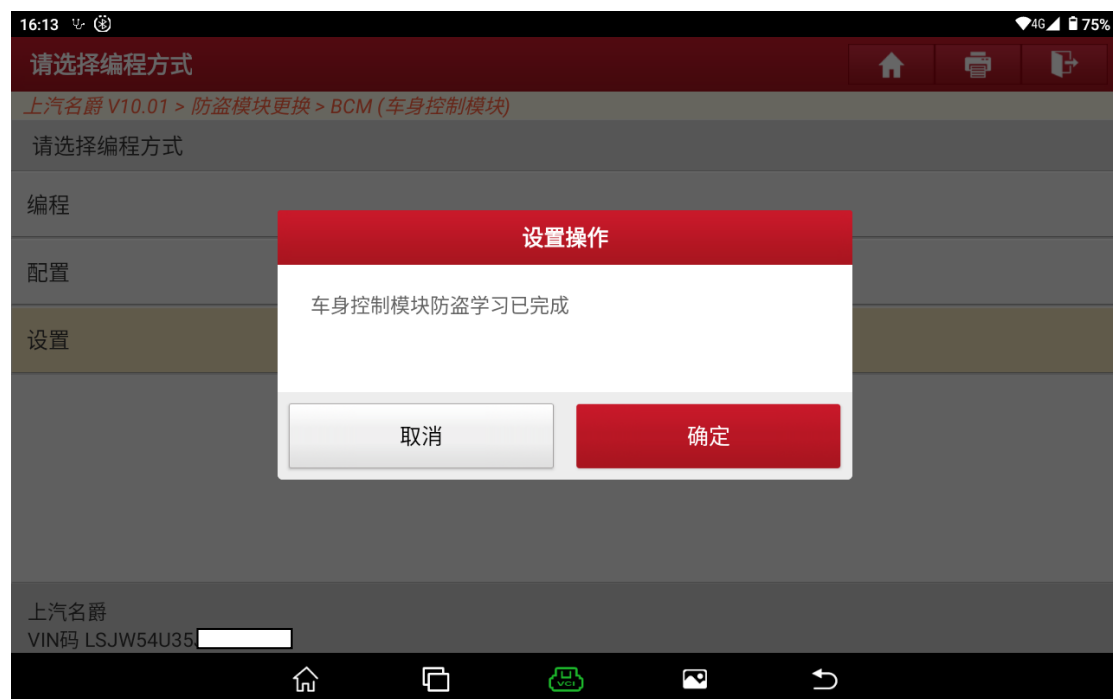 16:13
4G 75%
请选择编程方式
上汽名爵 V10.01 > 防盗模块更换 > BCM (车身控制模块)
请选择编程方式
编程
配置
设置
设置操作
车身控制模块防盗学习已完成
取消
确定
上汽名爵
VIN码 LSJW54U35
VCI